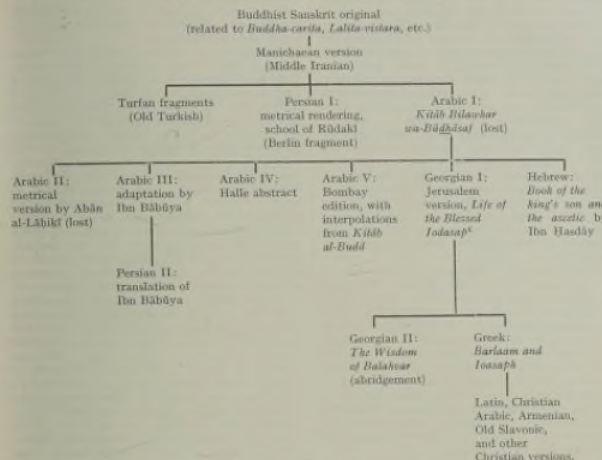 Buddhist Sanskrit original
(related to Buddha-carita, Lalita-vistara, etc.)
Manichaean version
(Middle Iranian)
Turfan fragments
(Old Turkish)
Persian I:
metrical rendering,
school of Rūdakī
(Berlin fragment)
Arabic I:
Kitāb Bilawhar
wa-Būdhāsaf (lost)
Arabic II:
metrical
version by Abān
al-Lāḥikī (lost)
Arabic III:
adaptation by
Ibn Bābūya
Persian II:
translation of
Ibn Bābūya
Arabic IV:
Halle abstract
Arabic V:
Bombay
edition, with
interpolations
from Kitāb
al-Budd
Georgian I:
Jerusalem
version, Life of
the Blessed
Iodasapʻ
Hebrew:
Book of the
king's son and
the ascetic by
Ibn Ḥasdāy
Georgian II:
The Wisdom
of Balahvar
(abridgement)
Greek:
Barlaam and
Ioasaph
Latin, Christian
Arabic, Armenian,
Old Slavonic,
and other
Christian versions.